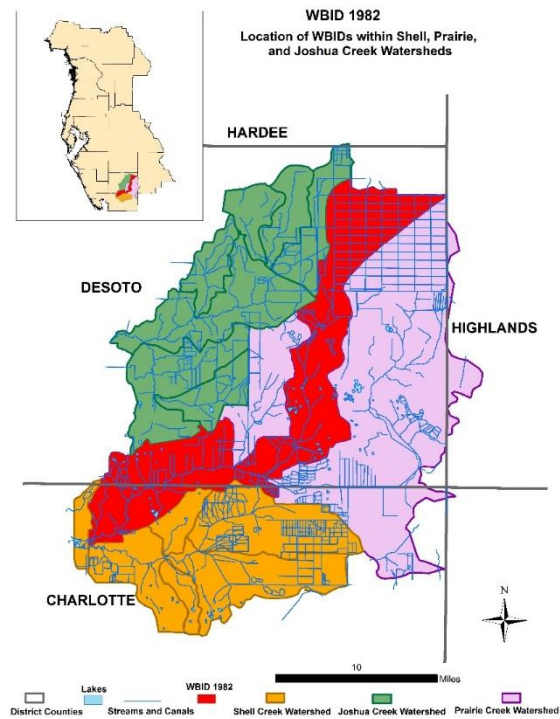 WBID 1982
Location of WBIDs within Shell, Prairie,
and Joshua Creek Watersheds
HARDEE
DESOTO
HIGHLANDS
CHARLOTTE
N
10
Miles
District Counties
Lakes
Streams and Canals
WBID 1982
Shell Creek Watershed
Joshua Creek Watershed
Prairie Creek Watershed